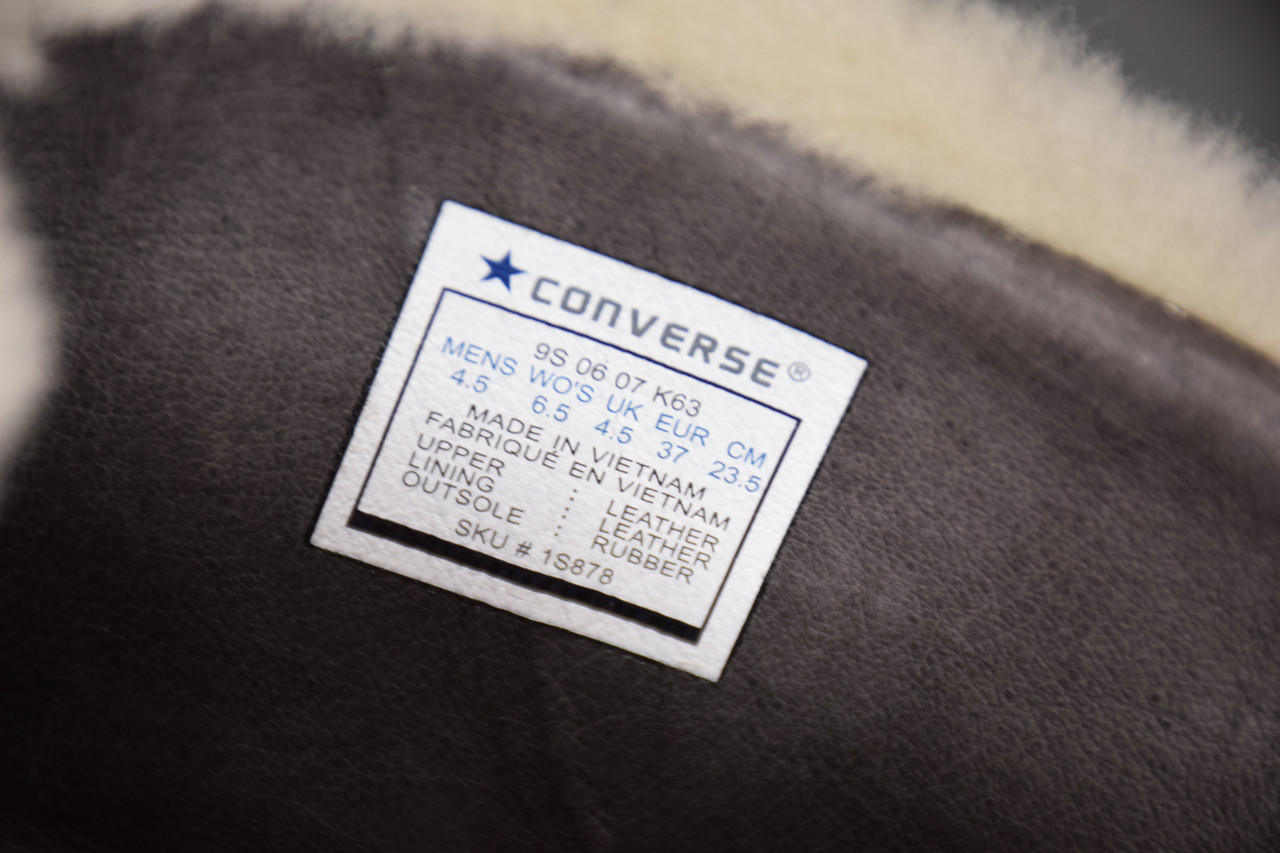 CONVERSE®
9S 06 07 K63
MENS WO'S UK EUR CM
4.5 6.5 4.5 37 23.5
MADE IN VIETNAM
FABRIQUÉ EN VIETNAM
UPPER : LEATHER
LINING : LEATHER
OUTSOLE : RUBBER
SKU # 1S878